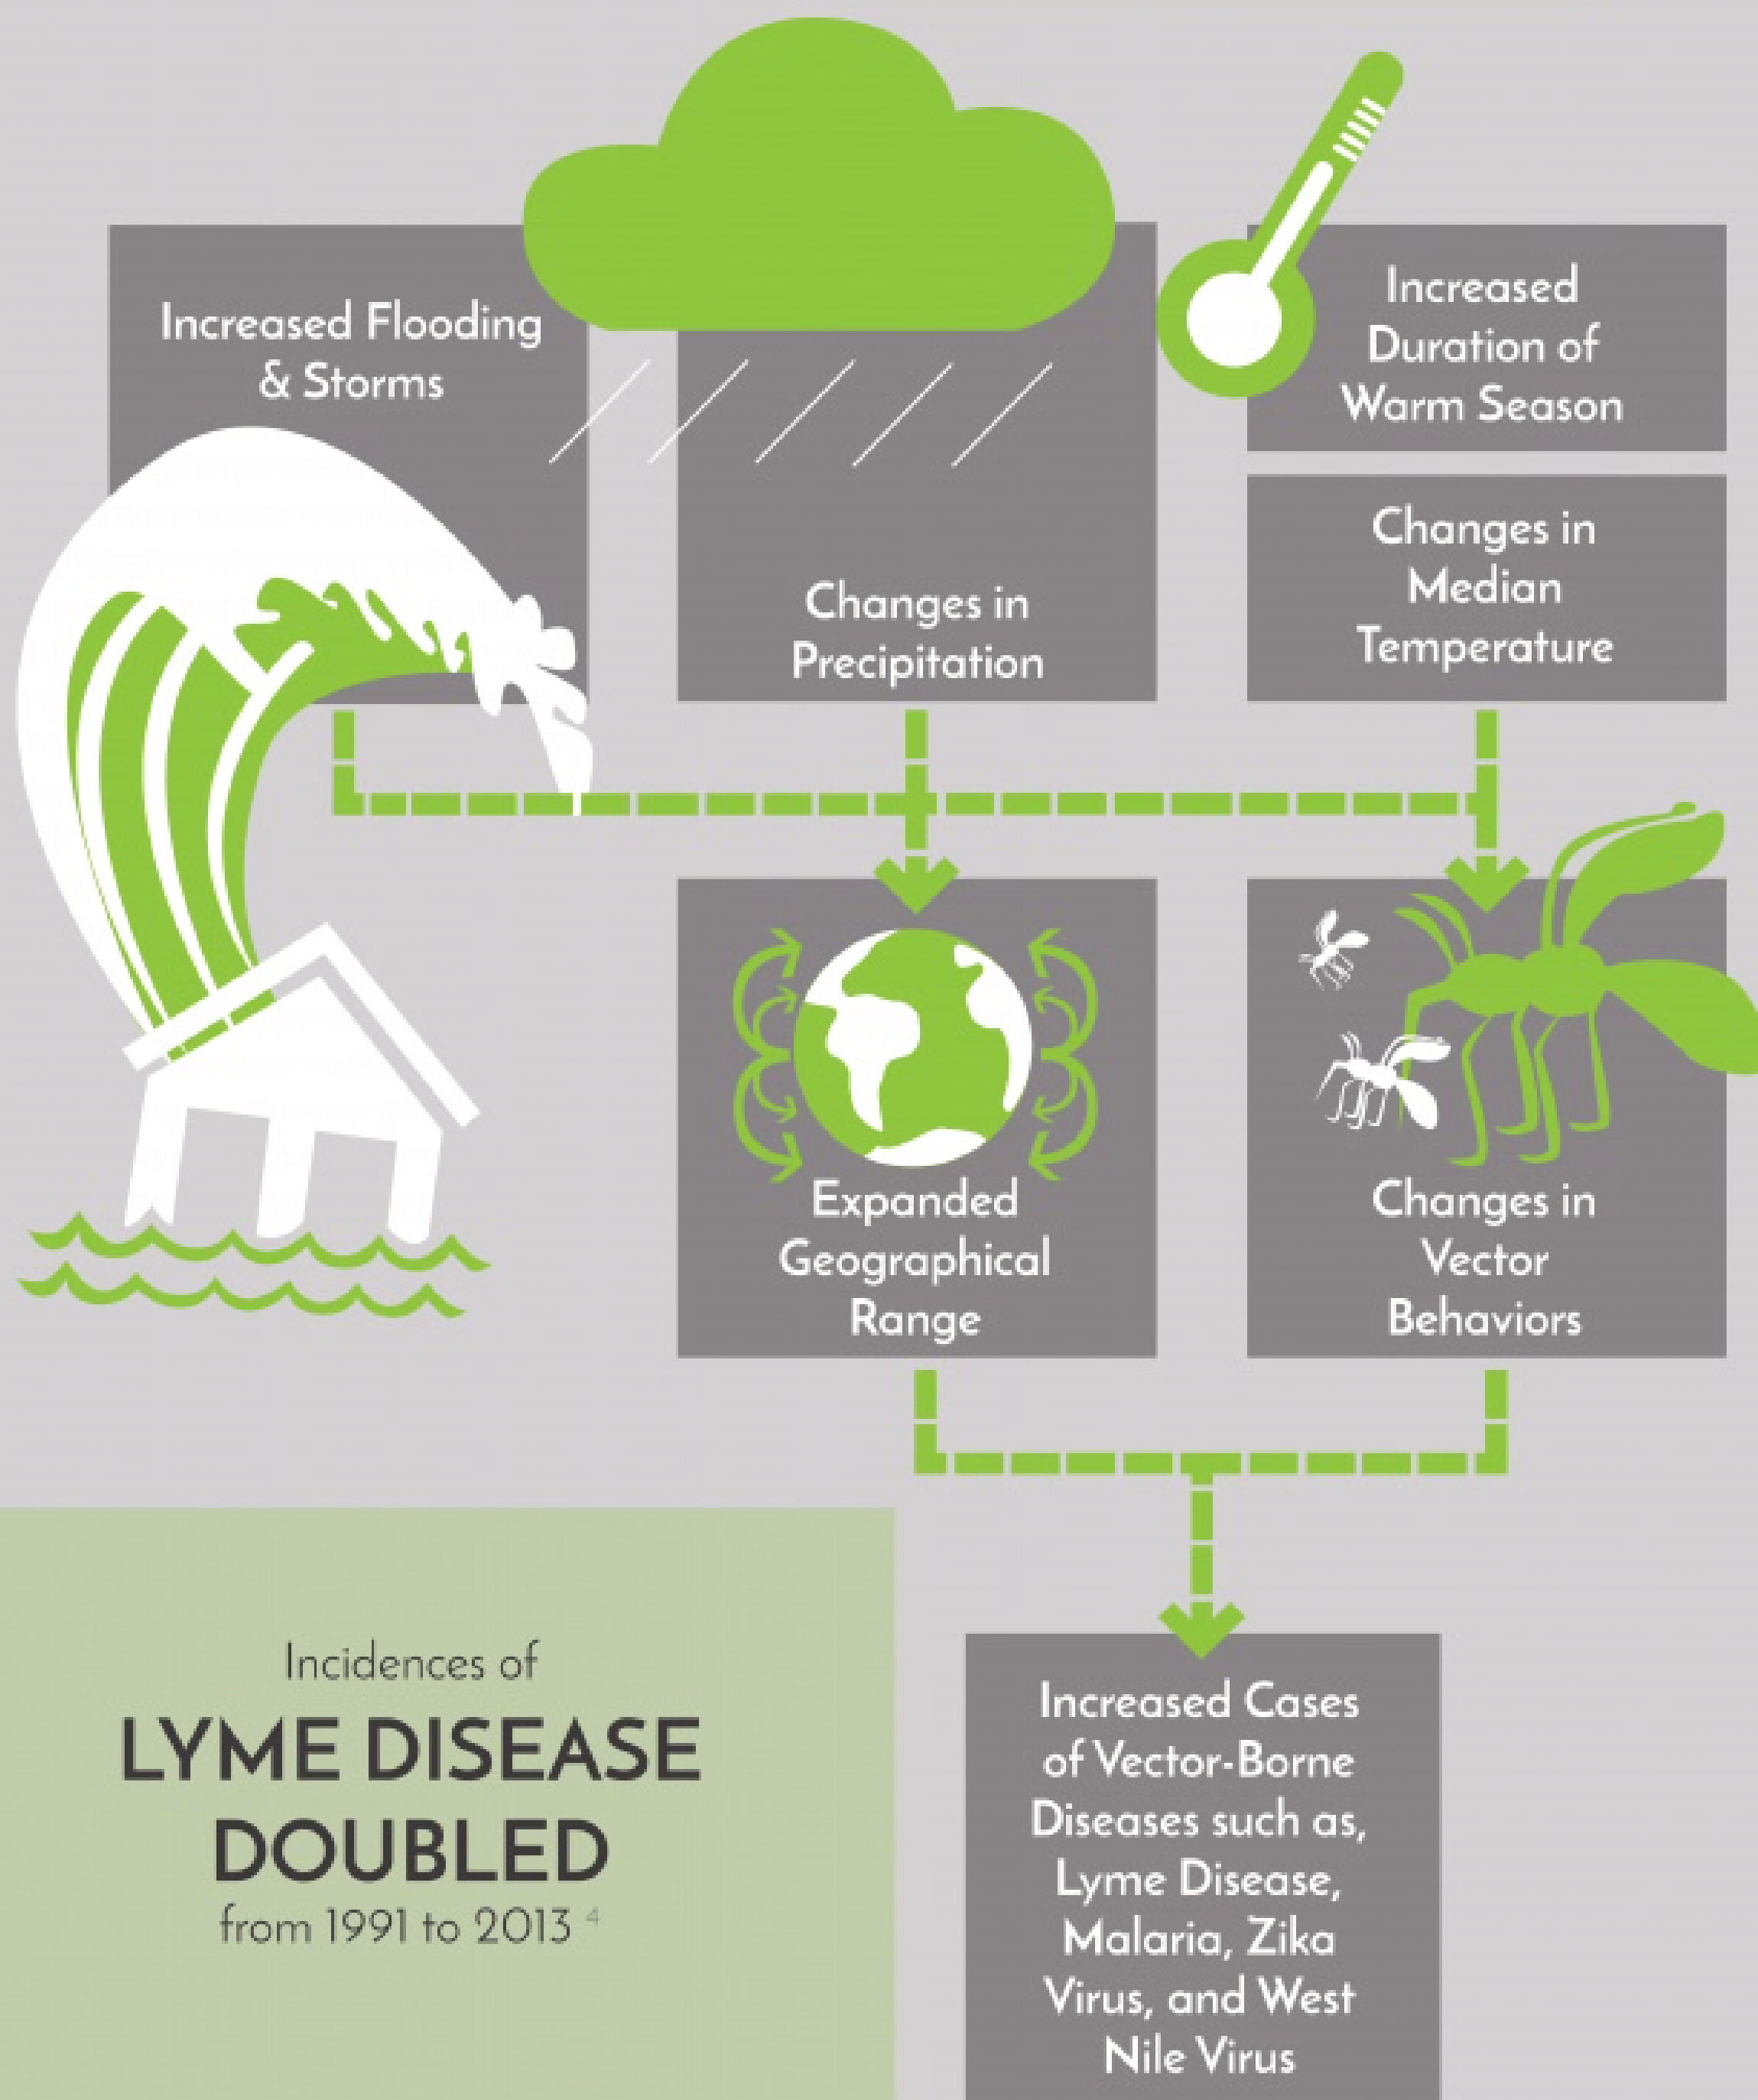 Increased Flooding
& Storms
Changes in
Precipitation
Increased
Duration of
Warm Season
Changes in
Median
Temperature
Expanded
Geographical
Range
Changes in
Vector
Behaviors
Incidences of
LYME DISEASE
DOUBLED
from 1991 to 2013 4
Increased Cases
of Vector-Borne
Diseases such as,
Lyme Disease,
Malaria, Zika
Virus, and West
Nile Virus